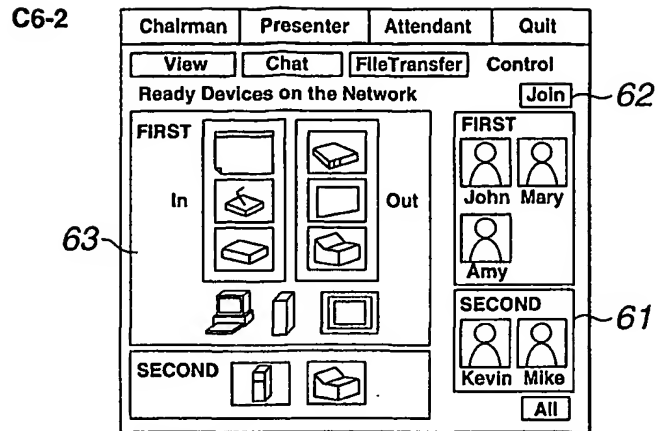 C6-2
Chairman Presenter Attendant Quit
View Chat FileTransfer Control
Ready Devices on the Network Join 62
FIRST FIRST
In Out
John Mary
63
Amy
SECOND 61
SECOND
Kevin Mike
All